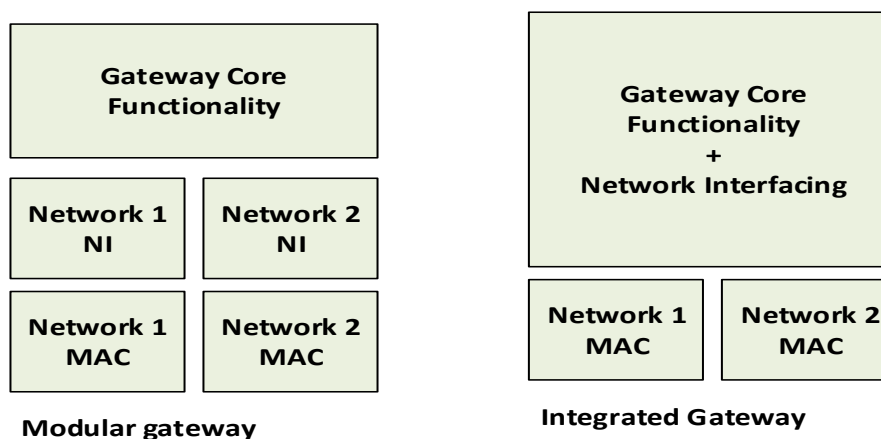 Gateway Core
Functionality
Network 1
NI
Network 2
NI
Network 1
MAC
Network 2
MAC
Modular gateway
Gateway Core
Functionality
+
Network Interfacing
Network 1
MAC
Network 2
MAC
Integrated Gateway